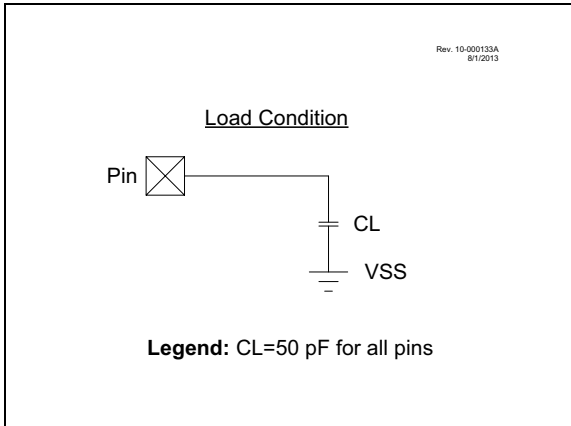 Rev. 10-000133A
8/1/2013
Load Condition
Pin
CL
VSS
Legend: CL=50 pF for all pins